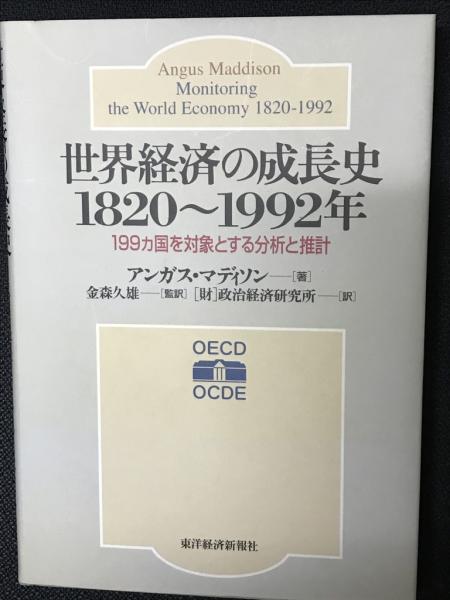 Angus Maddison
Monitoring
the World Economy 1820-1992
世界経済の成長史
1820〜1992年
199ヵ国を対象とする分析と推計
アンガス・マディソン──[著]
金森久雄──[監訳] [財]政治経済研究所──[訳]
OECD
OCDE
東洋経済新報社